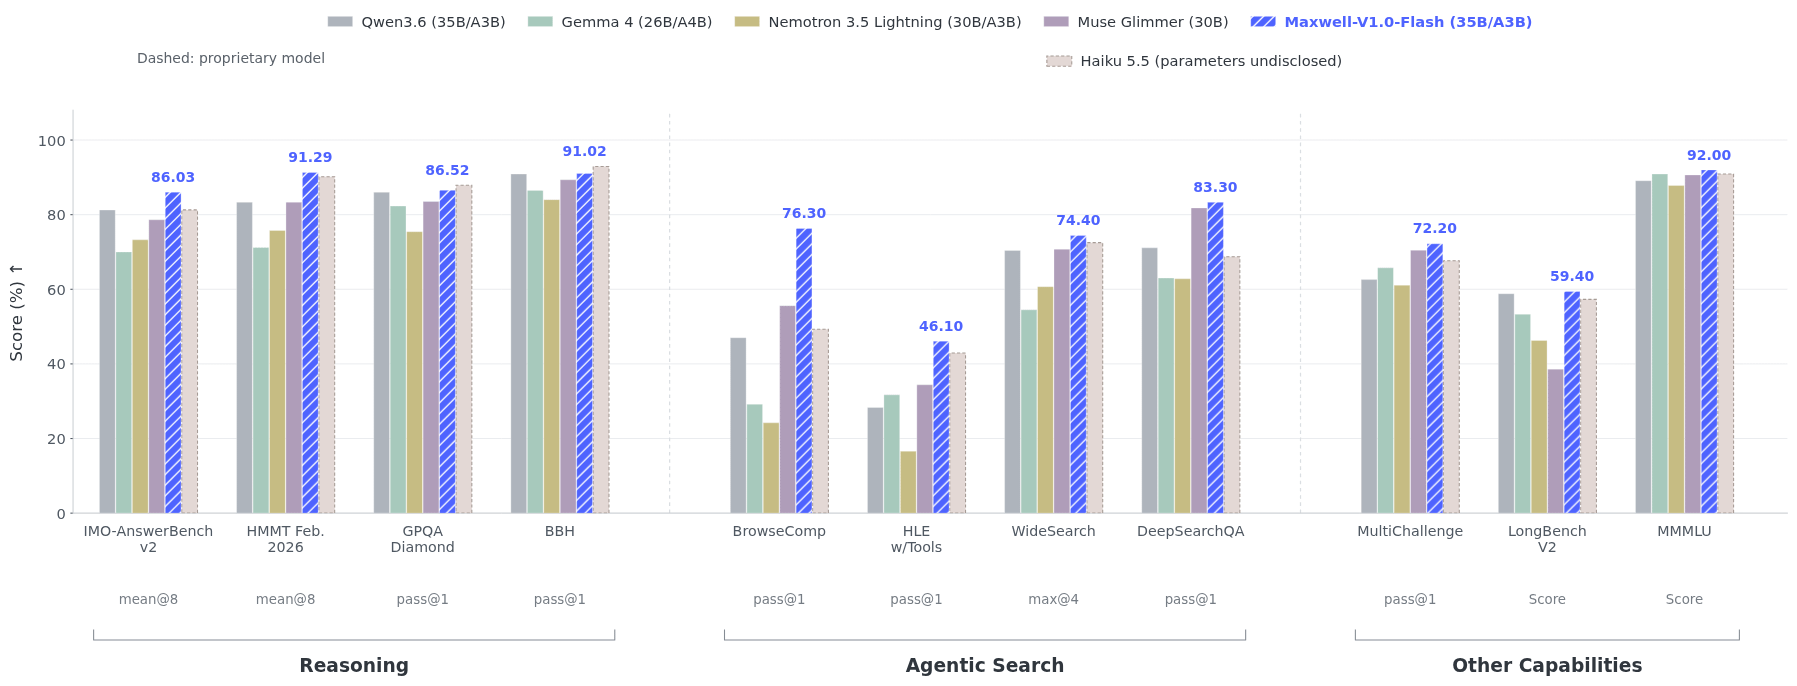 Qwen3.6 (35B/A3B) Gemma 4 (26B/A4B) Nemotron 3.5 Lightning (30B/A3B) Muse Glimmer (30B) Maxwell-V1.0-Flash (35B/A3B)
Dashed: proprietary model
Haiku 5.5 (parameters undisclosed)
Score (%) ↑
100
80
60
40
20
0
86.03
91.29
86.52
91.02
76.30
46.10
74.40
83.30
72.20
59.40
92.00
IMO-AnswerBench
v2
HMMT Feb.
2026
GPQA
Diamond
BBH
BrowseComp
HLE
w/Tools
WideSearch
DeepSearchQA
MultiChallenge
LongBench
V2
MMMLU
mean@8 mean@8 pass@1 pass@1 pass@1 pass@1 max@4 pass@1 pass@1 Score Score
Reasoning Agentic Search Other Capabilities